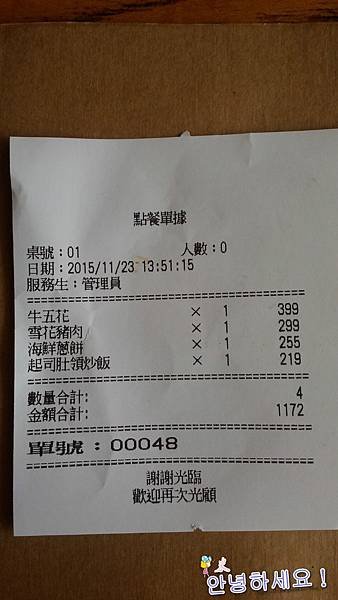 點餐單據
桌號：01 人數：0
日期：2015/11/23 13:51:15
服務生：管理員
牛五花 × 1 399
雪花豬肉 × 1 299
海鮮蔥餅 × 1 255
起司肚領炒飯 × 1 219
數量合計: 4
金額合計: 1172
單號：00048
謝謝光臨
歡迎再次光顧
안녕하세요!